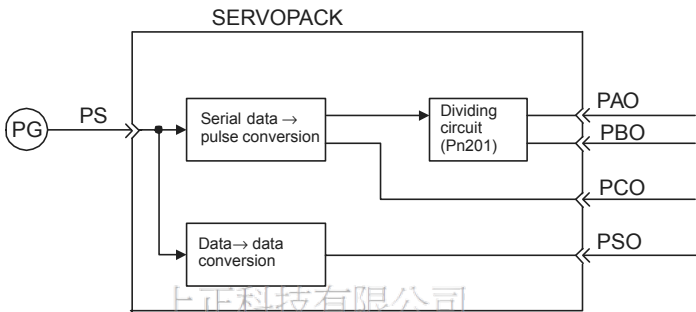 SERVOPACK
PG
PS
Serial data →
pulse conversion
Dividing
circuit
(Pn201)
PAO
PBO
PCO
Data→ data
conversion
PSO
上正科技有限公司